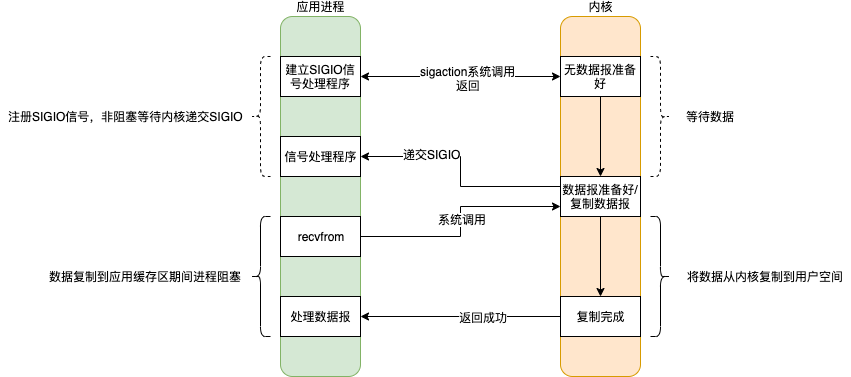 应用进程
内核
建立SIGIO信
号处理程序
sigaction系统调用
返回
无数据报准备
好
注册SIGIO信号，非阻塞等待内核递交SIGIO
等待数据
信号处理程序
递交SIGIO
数据报准备好/
复制数据报
系统调用
recvfrom
数据复制到应用缓存区期间进程阻塞
将数据从内核复制到用户空间
处理数据报
返回成功
复制完成